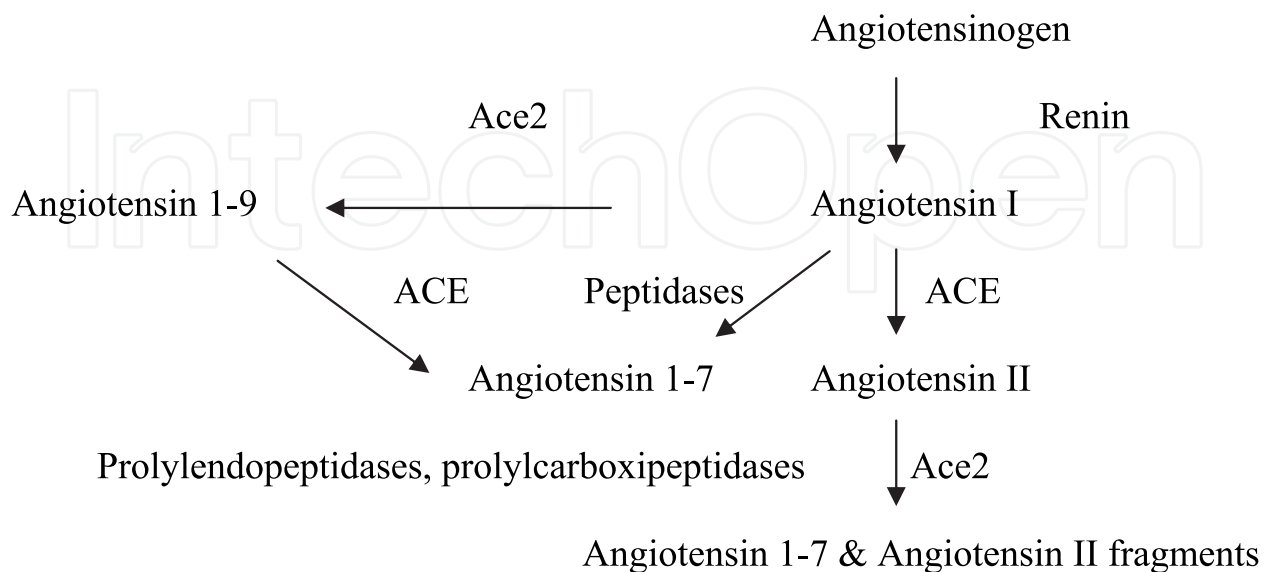 Angiotensinogen
Ace2
Renin
IntechOpen
Angiotensin 1-9
Angiotensin I
ACE
Peptidases
ACE
Angiotensin 1-7
Angiotensin II
Prolylendopeptidases, prolylcarboxipeptidases
Ace2
Angiotensin 1-7 & Angiotensin II fragments